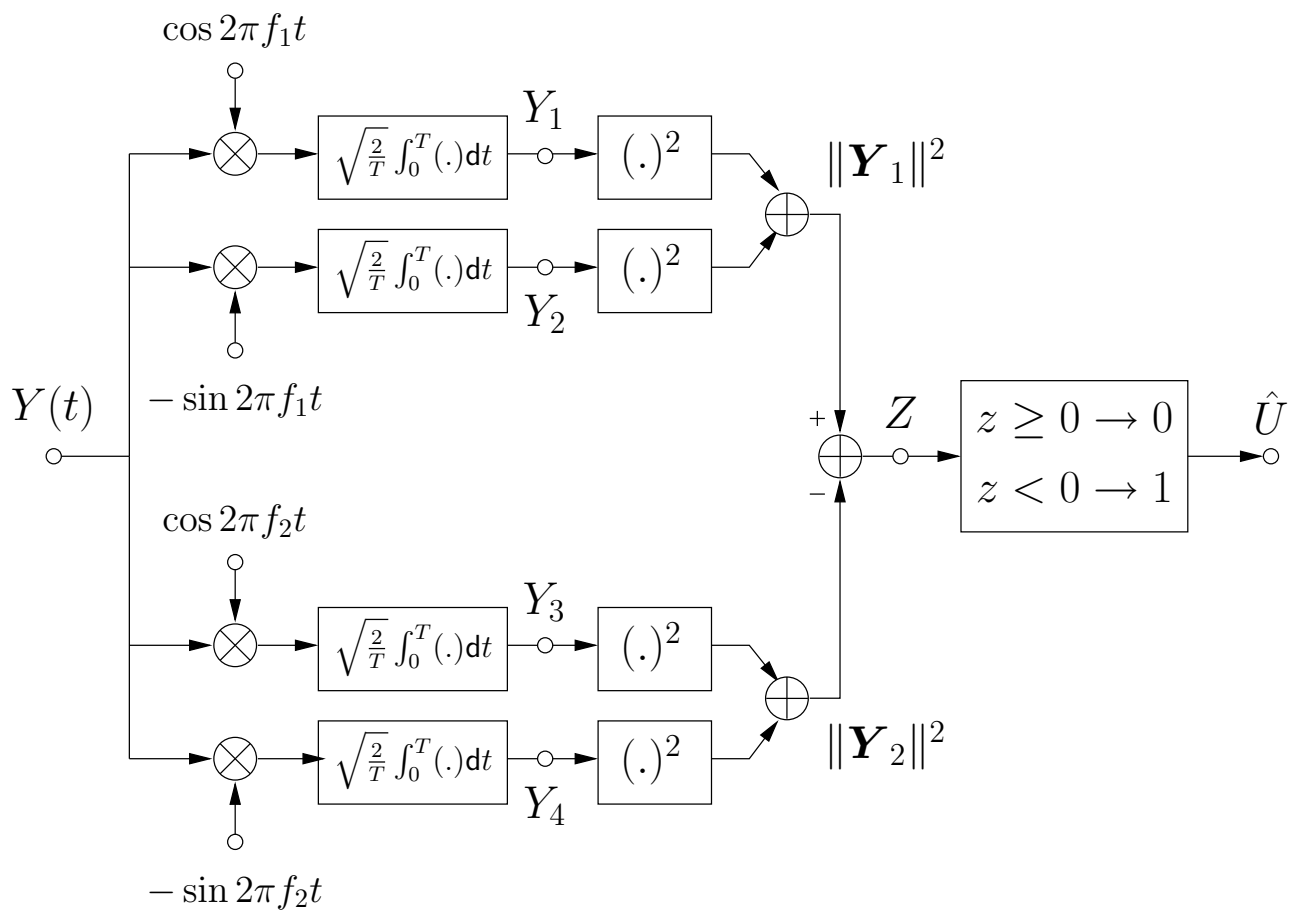 cos 2πf₁t
Y₁
√(2/T) ∫₀ᵀ(.)dt
(.)²
‖Y₁‖²
√(2/T) ∫₀ᵀ(.)dt
(.)²
Y₂
− sin 2πf₁t
Y(t)
+
−
Z
z ≥ 0 → 0
z < 0 → 1
Û
cos 2πf₂t
Y₃
√(2/T) ∫₀ᵀ(.)dt
(.)²
‖Y₂‖²
√(2/T) ∫₀ᵀ(.)dt
(.)²
Y₄
− sin 2πf₂t